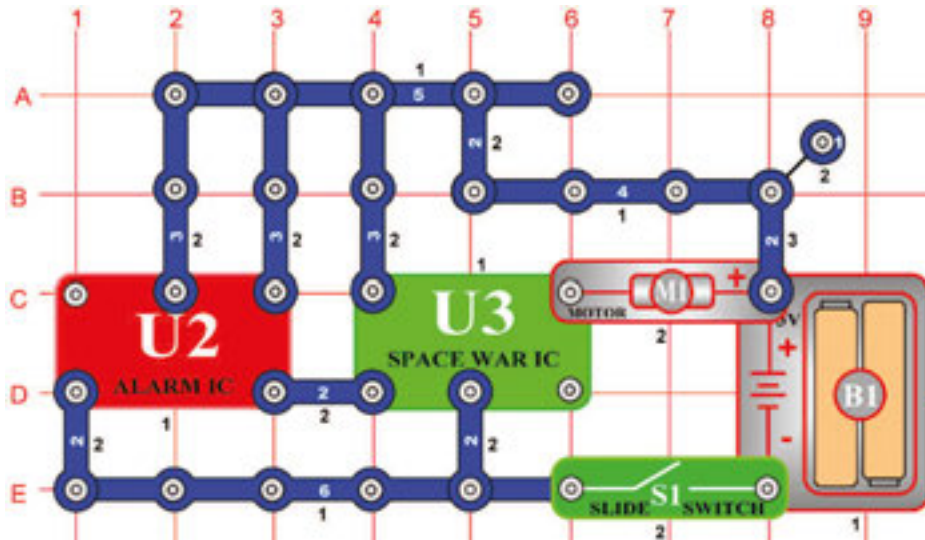 1 2 3 4 5 6 7 8 9
A
1
5
2 2
1
2
B
4
1
3 2 3 2 3 2
2 3
C
1
U2
ALARM IC
U3
SPACE WAR IC
M1
+
MOTOR
2
3V
+
-
B1
D
2
2
1
2 2
2 2
E
6
1
S1
SLIDE SWITCH
2
1